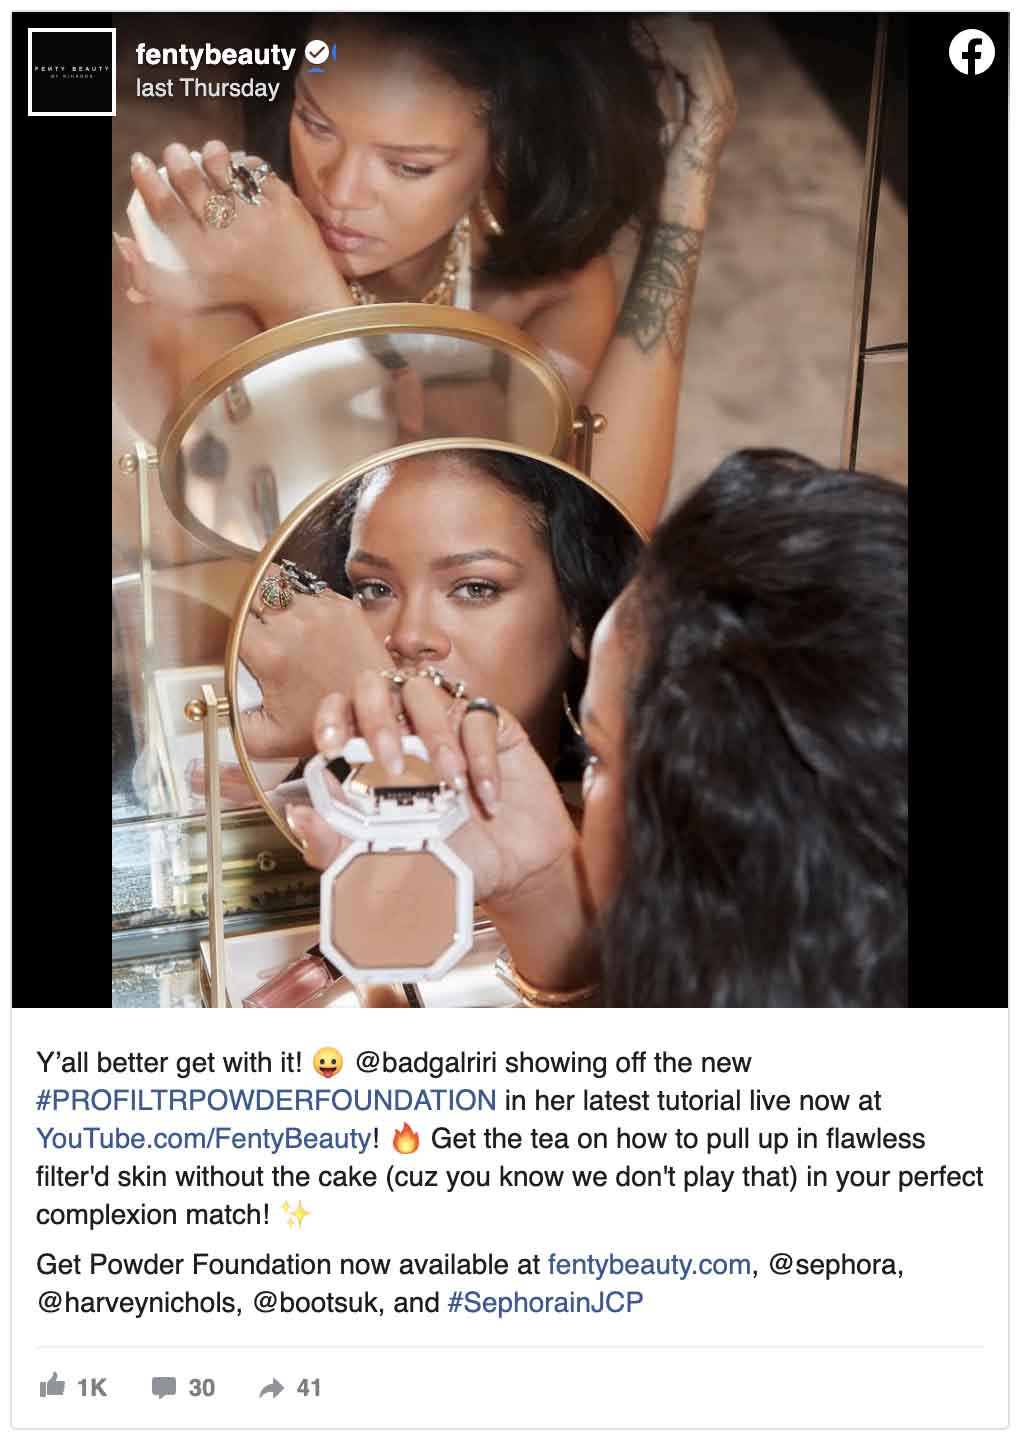 FENTY BEAUTY
BY RIHANNA
fentybeauty
last Thursday
Y’all better get with it! 😛 @badgalriri showing off the new
#PROFILTRPOWDERFOUNDATION in her latest tutorial live now at
YouTube.com/FentyBeauty! 🔥 Get the tea on how to pull up in flawless
filter'd skin without the cake (cuz you know we don't play that) in your perfect
complexion match! ✨
Get Powder Foundation now available at fentybeauty.com, @sephora,
@harveynichols, @bootsuk, and #SephorainJCP
1K 30 41